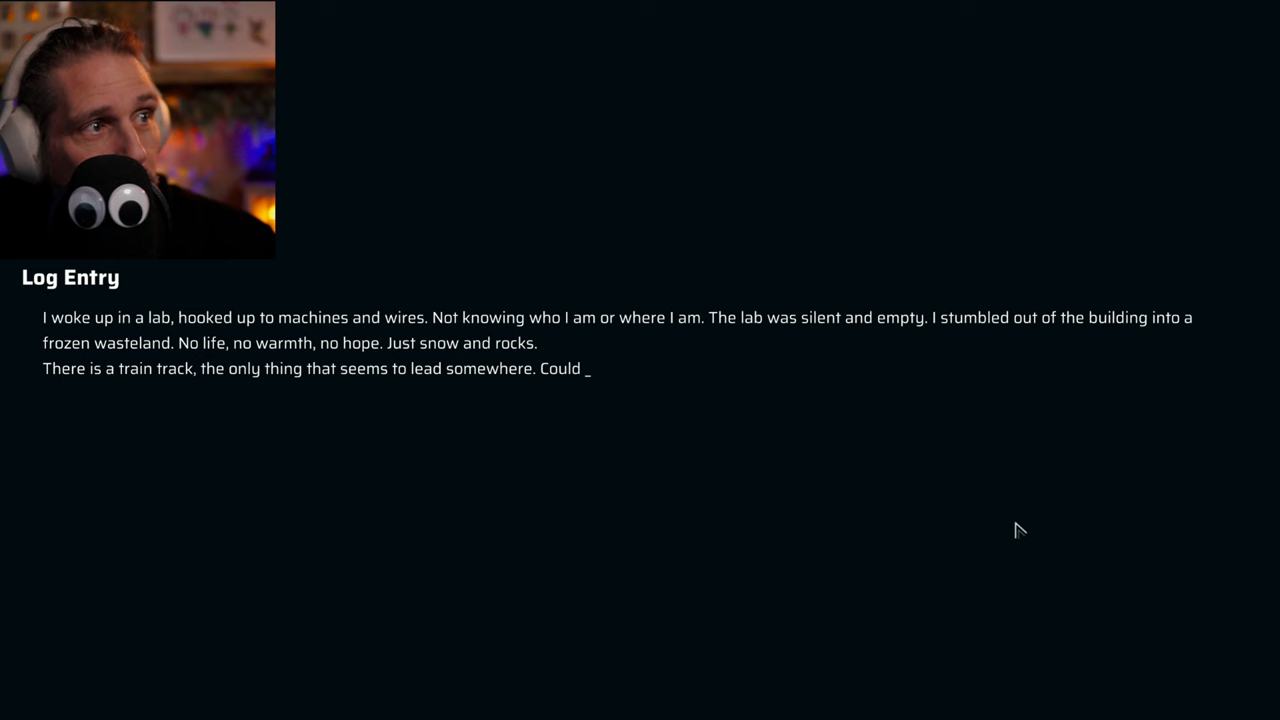 Log Entry
I woke up in a lab, hooked up to machines and wires. Not knowing who I am or where I am. The lab was silent and empty. I stumbled out of the building into a
frozen wasteland. No life, no warmth, no hope. Just snow and rocks.
There is a train track, the only thing that seems to lead somewhere. Could _